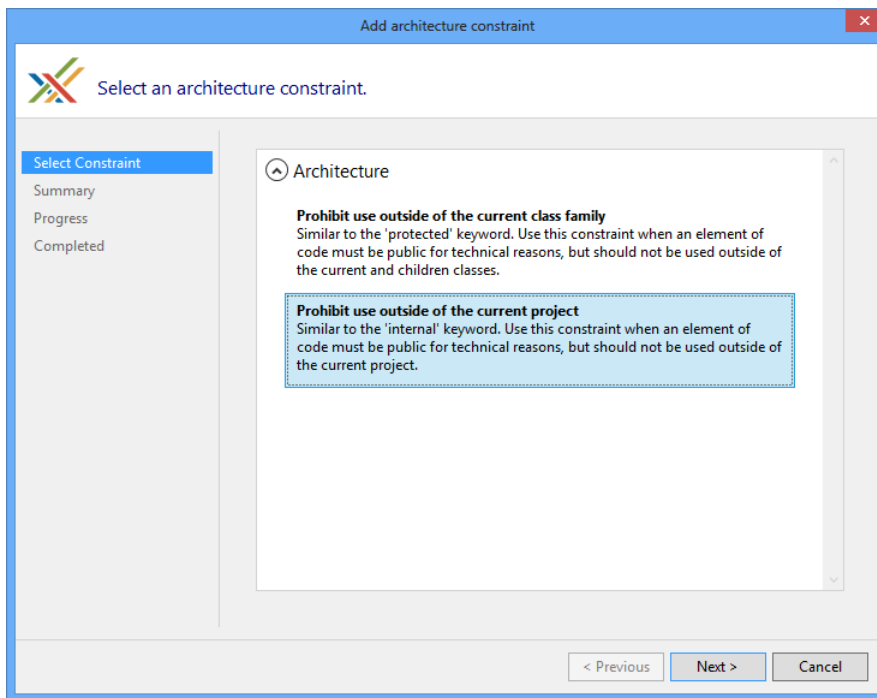 Add architecture constraint
Select an architecture constraint.
Select Constraint
Summary
Progress
Completed
Architecture
Prohibit use outside of the current class family
Similar to the 'protected' keyword. Use this constraint when an element of
code must be public for technical reasons, but should not be used outside of
the current and children classes.
Prohibit use outside of the current project
Similar to the 'internal' keyword. Use this constraint when an element of
code must be public for technical reasons, but should not be used outside of
the current project.
< Previous
Next >
Cancel